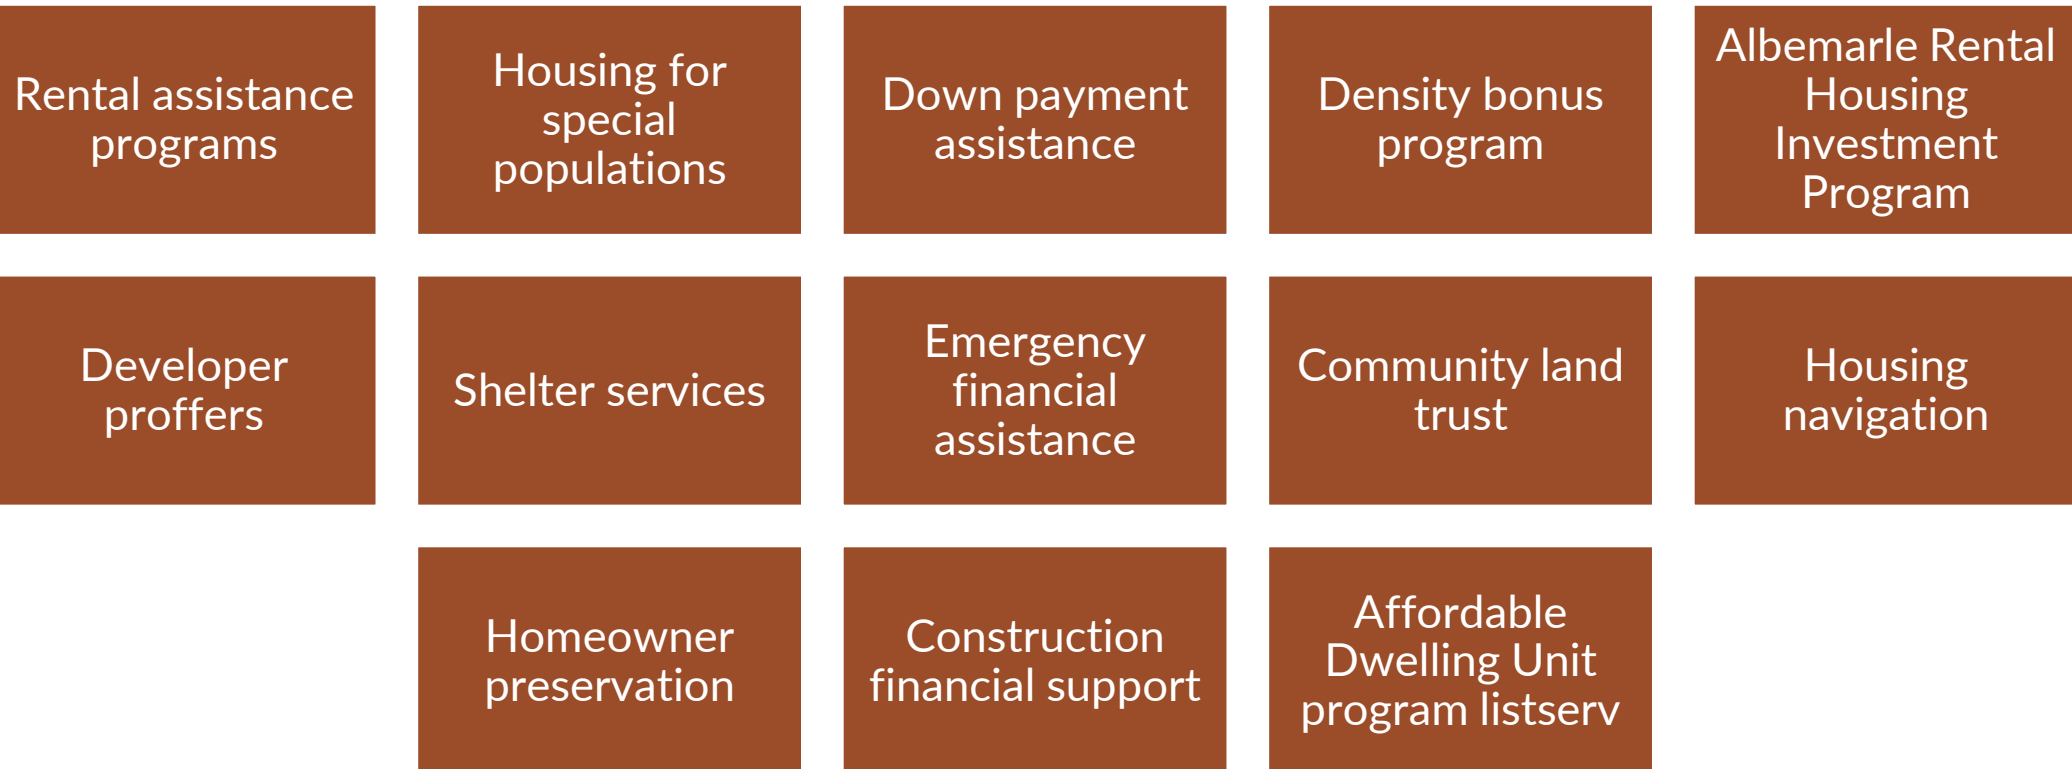 Rental assistance
programs
Housing for
special
populations
Down payment
assistance
Density bonus
program
Albemarle Rental
Housing
Investment
Program
Developer
proffers
Shelter services
Emergency
financial
assistance
Community land
trust
Housing
navigation
Homeowner
preservation
Construction
financial support
Affordable
Dwelling Unit
program listserv